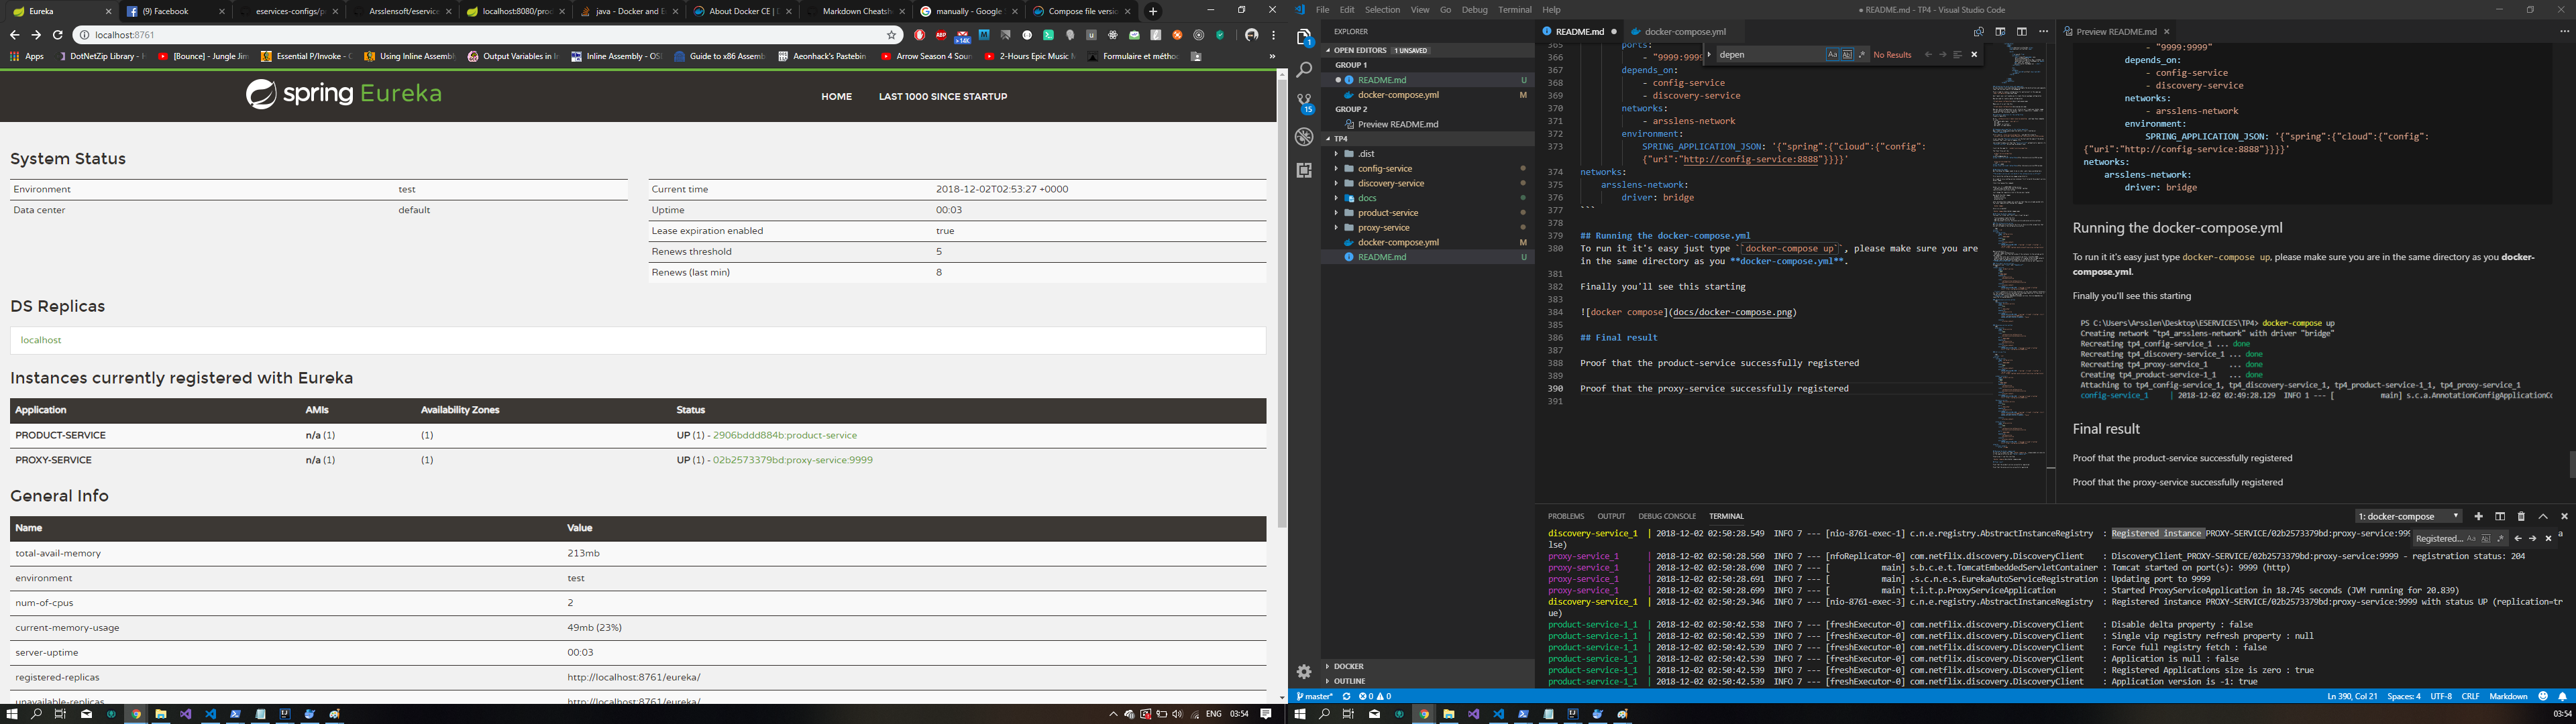 Eureka
(9) Facebook
eservices-configs/p
Arsslensoft/eservice
localhost:8080/prod
java - Docker and E
About Docker CE | D
Markdown Cheatshe
manually - Google S
Compose file versio
localhost:8761
Apps
DotNetZip Library -
[Bounce] - Jungle Jim
Essential P/Invoke - C
Using Inline Assembl
Output Variables in I
Inline Assembly - OS
Guide to x86 Assemb
Aeonhack's Pastebin
Arrow Season 4 Soun
2-Hours Epic Music M
Formulaire et méthod
spring Eureka
HOME
LAST 1000 SINCE STARTUP
System Status
Environment test
Data center default
Current time 2018-12-02T02:53:27 +0000
Uptime 00:03
Lease expiration enabled true
Renews threshold 5
Renews (last min) 8
DS Replicas
localhost
Instances currently registered with Eureka
Application AMIs Availability Zones Status
PRODUCT-SERVICE n/a (1) (1) UP (1) - 2906bddd884b:product-service
PROXY-SERVICE n/a (1) (1) UP (1) - 02b2573379bd:proxy-service:9999
General Info
Name Value
total-avail-memory 213mb
environment test
num-of-cpus 2
current-memory-usage 49mb (23%)
server-uptime 00:03
registered-replicas http://localhost:8761/eureka/
unavailable-replicas http://localhost:8761/eureka/
ENG 03:54
File Edit Selection View Go Debug Terminal Help
● README.md - TP4 - Visual Studio Code
EXPLORER
OPEN EDITORS 1 UNSAVED
GROUP 1
README.md U
docker-compose.yml M
GROUP 2
Preview README.md
TP4
.dist
config-service
discovery-service
docs
product-service
proxy-service
docker-compose.yml M
README.md U
DOCKER
OUTLINE
README.md
docker-compose.yml
depen
No Results
365 ports:
366 - "9999:9999
367 depends_on:
368 - config-service
369 - discovery-service
370 networks:
371 - arsslens-network
372 environment:
373 SPRING_APPLICATION_JSON: '{"spring":{"cloud":{"config":
{"uri":"http://config-service:8888"}}}}'
374 networks:
375 arsslens-network:
376 driver: bridge
377 ```
378
379 ## Running the docker-compose.yml
380 To run it it's easy just type ``docker-compose up``, please make sure you are
in the same directory as you **docker-compose.yml**.
381
382 Finally you'll see this starting
383
384 ![docker compose](docs/docker-compose.png)
385
386 ## Final result
387
388 Proof that the product-service successfully registered
389
390 Proof that the proxy-service successfully registered
391
Preview README.md
- "9999:9999"
depends_on:
- config-service
- discovery-service
networks:
- arsslens-network
environment:
SPRING_APPLICATION_JSON: '{"spring":{"cloud":{"config":
{"uri":"http://config-service:8888"}}}}'
networks:
arsslens-network:
driver: bridge
Running the docker-compose.yml
To run it it's easy just type docker-compose up, please make sure you are in the same directory as you docker-
compose.yml.
Finally you'll see this starting
PS C:\Users\Arsslen\Desktop\ESERVICES\TP4> docker-compose up
Creating network "tp4_arsslens-network" with driver "bridge"
Recreating tp4_config-service_1 ... done
Recreating tp4_discovery-service_1 ... done
Recreating tp4_proxy-service_1 ... done
Creating tp4_product-service-1_1 ... done
Attaching to tp4_config-service_1, tp4_discovery-service_1, tp4_product-service-1_1, tp4_proxy-service_1
config-service_1 | 2018-12-02 02:49:28.129 INFO 1 --- [ main] s.c.a.AnnotationConfigApplicationCo
Final result
Proof that the product-service successfully registered
Proof that the proxy-service successfully registered
PROBLEMS OUTPUT DEBUG CONSOLE TERMINAL
1: docker-compose
Registered...
discovery-service_1 | 2018-12-02 02:50:28.549 INFO 7 --- [nio-8761-exec-1] c.n.e.registry.AbstractInstanceRegistry : Registered instance PROXY-SERVICE/02b2573379bd:proxy-service:999
lse)
proxy-service_1 | 2018-12-02 02:50:28.560 INFO 7 --- [nfoReplicator-0] com.netflix.discovery.DiscoveryClient : DiscoveryClient_PROXY-SERVICE/02b2573379bd:proxy-service:9999 - registration status: 204
proxy-service_1 | 2018-12-02 02:50:28.690 INFO 7 --- [ main] s.b.c.e.t.TomcatEmbeddedServletContainer : Tomcat started on port(s): 9999 (http)
proxy-service_1 | 2018-12-02 02:50:28.691 INFO 7 --- [ main] .s.c.n.e.s.EurekaAutoServiceRegistration : Updating port to 9999
proxy-service_1 | 2018-12-02 02:50:28.699 INFO 7 --- [ main] t.i.t.p.ProxyServiceApplication : Started ProxyServiceApplication in 18.745 seconds (JVM running for 20.839)
discovery-service_1 | 2018-12-02 02:50:29.346 INFO 7 --- [nio-8761-exec-3] c.n.e.registry.AbstractInstanceRegistry : Registered instance PROXY-SERVICE/02b2573379bd:proxy-service:9999 with status UP (replication=tr
ue)
product-service-1_1 | 2018-12-02 02:50:42.538 INFO 7 --- [freshExecutor-0] com.netflix.discovery.DiscoveryClient : Disable delta property : false
product-service-1_1 | 2018-12-02 02:50:42.539 INFO 7 --- [freshExecutor-0] com.netflix.discovery.DiscoveryClient : Single vip registry refresh property : null
product-service-1_1 | 2018-12-02 02:50:42.539 INFO 7 --- [freshExecutor-0] com.netflix.discovery.DiscoveryClient : Force full registry fetch : false
product-service-1_1 | 2018-12-02 02:50:42.539 INFO 7 --- [freshExecutor-0] com.netflix.discovery.DiscoveryClient : Application is null : false
product-service-1_1 | 2018-12-02 02:50:42.539 INFO 7 --- [freshExecutor-0] com.netflix.discovery.DiscoveryClient : Registered Applications size is zero : true
product-service-1_1 | 2018-12-02 02:50:42.539 INFO 7 --- [freshExecutor-0] com.netflix.discovery.DiscoveryClient : Application version is -1: true
master* 0 0
Ln 390, Col 21 Spaces: 4 UTF-8 CRLF Markdown
03:54